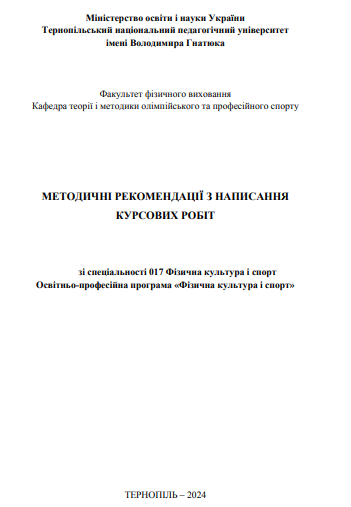 Міністерство освіти і науки України
Тернопільський національний педагогічний університет
імені Володимира Гнатюка
Факультет фізичного виховання
Кафедра теорії і методики олімпійського та професійного спорту
МЕТОДИЧНІ РЕКОМЕНДАЦІЇ З НАПИСАННЯ
КУРСОВИХ РОБІТ
зі спеціальності 017 Фізична культура і спорт
Освітньо-професійна програма «Фізична культура і спорт»
ТЕРНОПІЛЬ – 2024